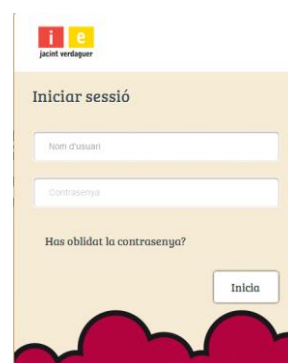 i e
jacint verdaguer
Iniciar sessió
Nom d'usuari
Contrasenya
Has oblidat la contrasenya?
Inicia